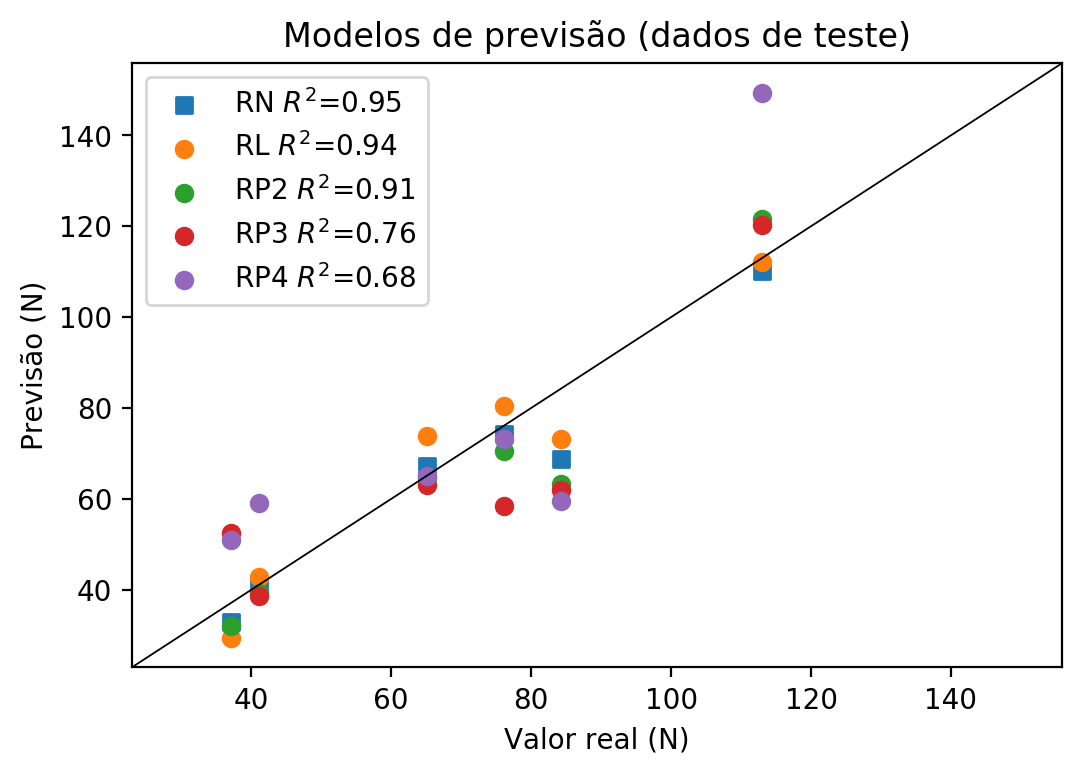 Modelos de previsão (dados de teste)
RN R²=0.95
RL R²=0.94
RP2 R²=0.91
RP3 R²=0.76
RP4 R²=0.68
140
120
100
80
60
40
Previsão (N)
40 60 80 100 120 140
Valor real (N)